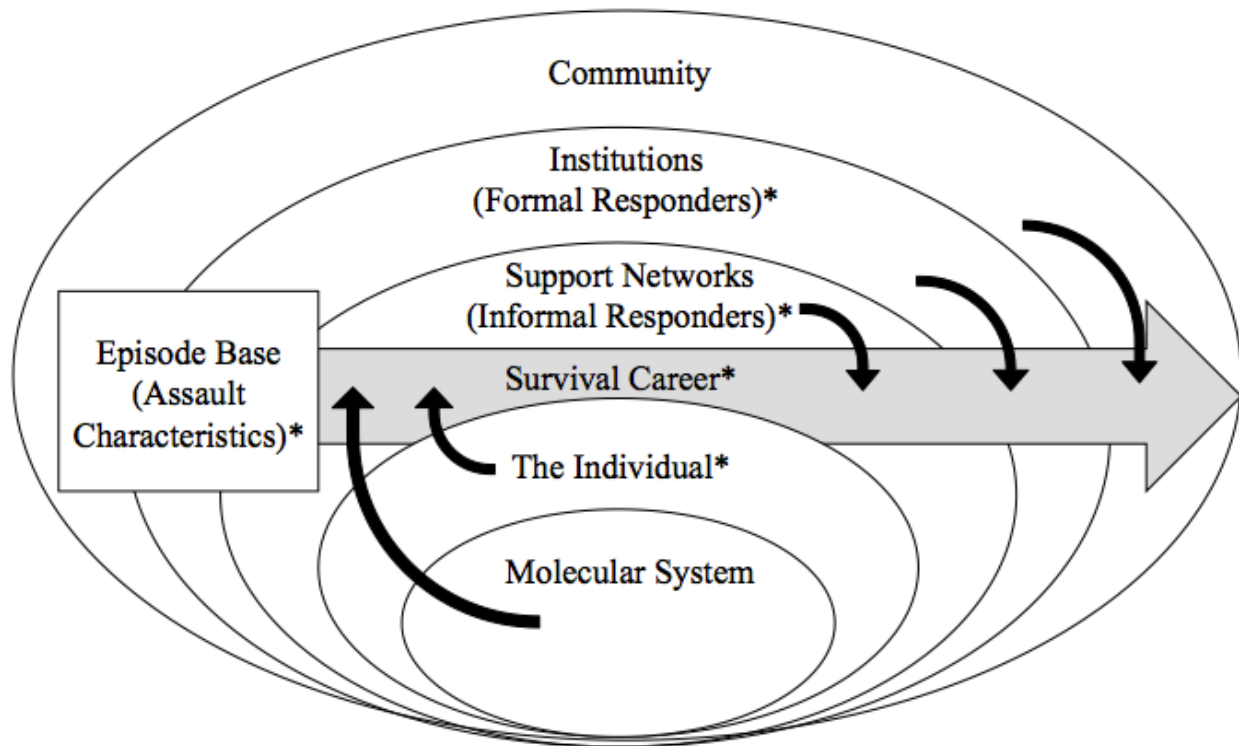 Community
Institutions
(Formal Responders)*
Support Networks
(Informal Responders)*
Episode Base
(Assault
Characteristics)*
Survival Career*
The Individual*
Molecular System